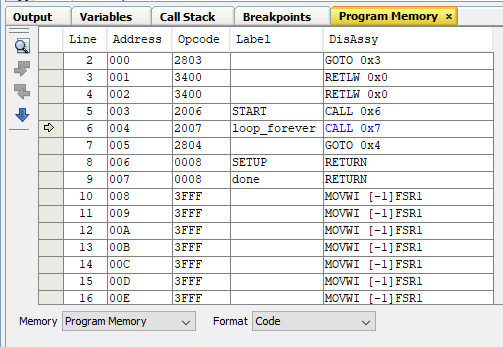 Output Variables Call Stack Breakpoints Program Memory x
Line Address Opcode Label DisAssy
2 000 2803 GOTO 0x3
3 001 3400 RETLW 0x0
4 002 3400 RETLW 0x0
5 003 2006 START CALL 0x6
6 004 2007 loop_forever CALL 0x7
7 005 2804 GOTO 0x4
8 006 0008 SETUP RETURN
9 007 0008 done RETURN
10 008 3FFF MOVWI [-1]FSR1
11 009 3FFF MOVWI [-1]FSR1
12 00A 3FFF MOVWI [-1]FSR1
13 00B 3FFF MOVWI [-1]FSR1
14 00C 3FFF MOVWI [-1]FSR1
15 00D 3FFF MOVWI [-1]FSR1
16 00E 3FFF MOVWI [-1]FSR1
Memory Program Memory Format Code